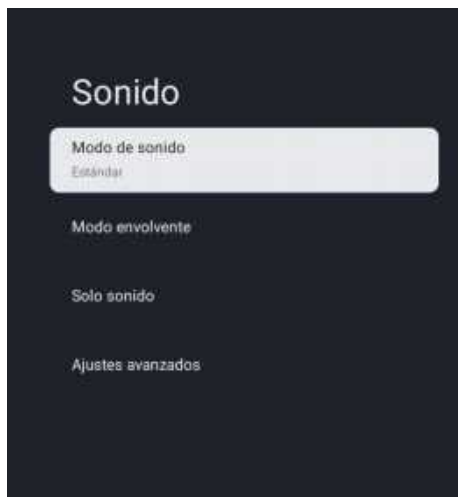 Sonido
Modo de sonido
Estándar
Modo envolvente
Solo sonido
Ajustes avanzados